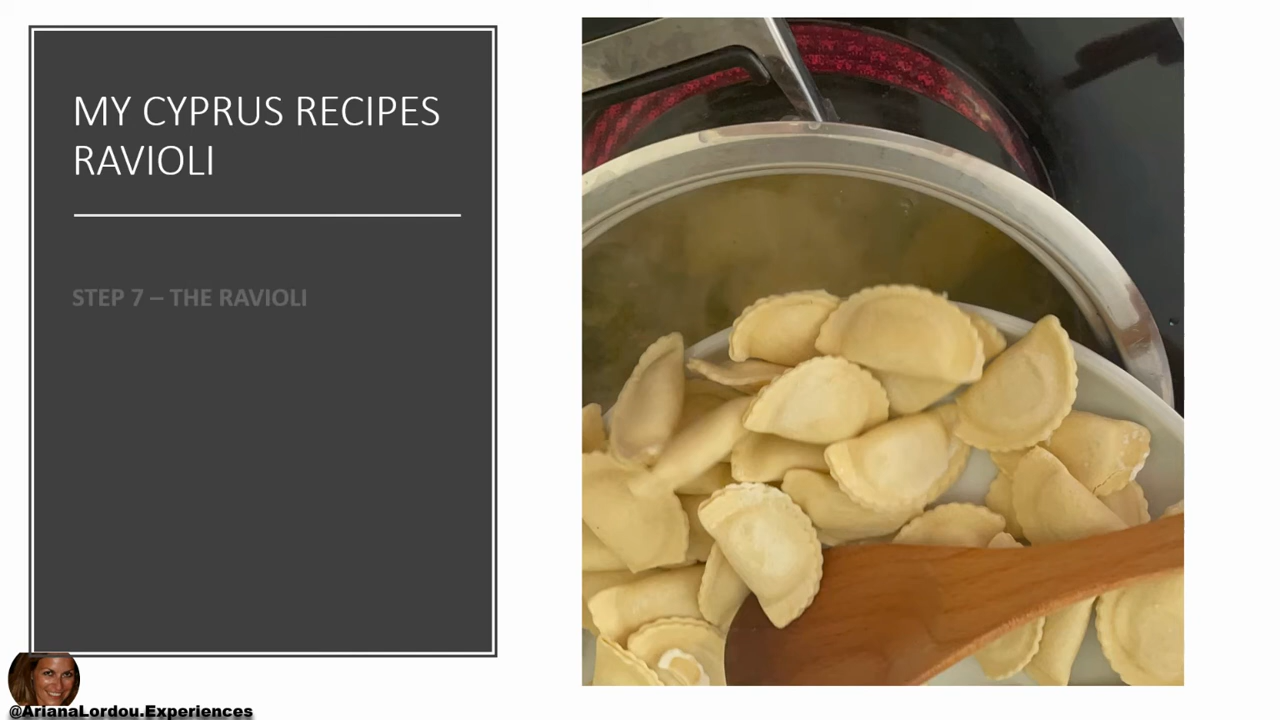 MY CYPRUS RECIPES
RAVIOLI
STEP 7 – THE RAVIOLI
@ArianaLordou.Experiences